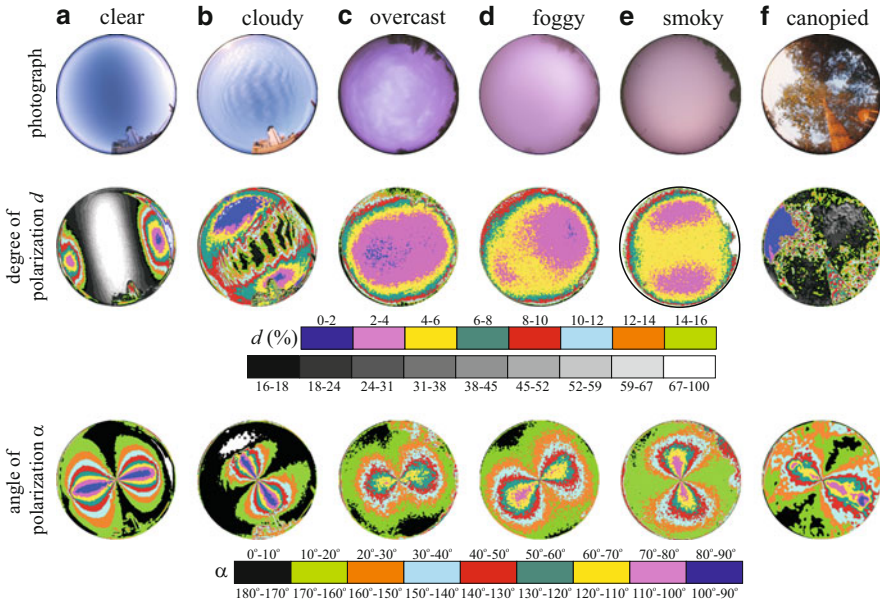 a clear b cloudy c overcast d foggy e smoky f canopied
photograph
degree of
polarization d
0-2 2-4 4-6 6-8 8-10 10-12 12-14 14-16
d (%)
16-18 18-24 24-31 31-38 38-45 45-52 52-59 59-67 67-100
angle of
polarization α
0°-10° 10°-20° 20°-30° 30°-40° 40°-50° 50°-60° 60°-70° 70°-80° 80°-90°
α
180°-170° 170°-160° 160°-150° 150°-140° 140°-130° 130°-120° 120°-110° 110°-100° 100°-90°